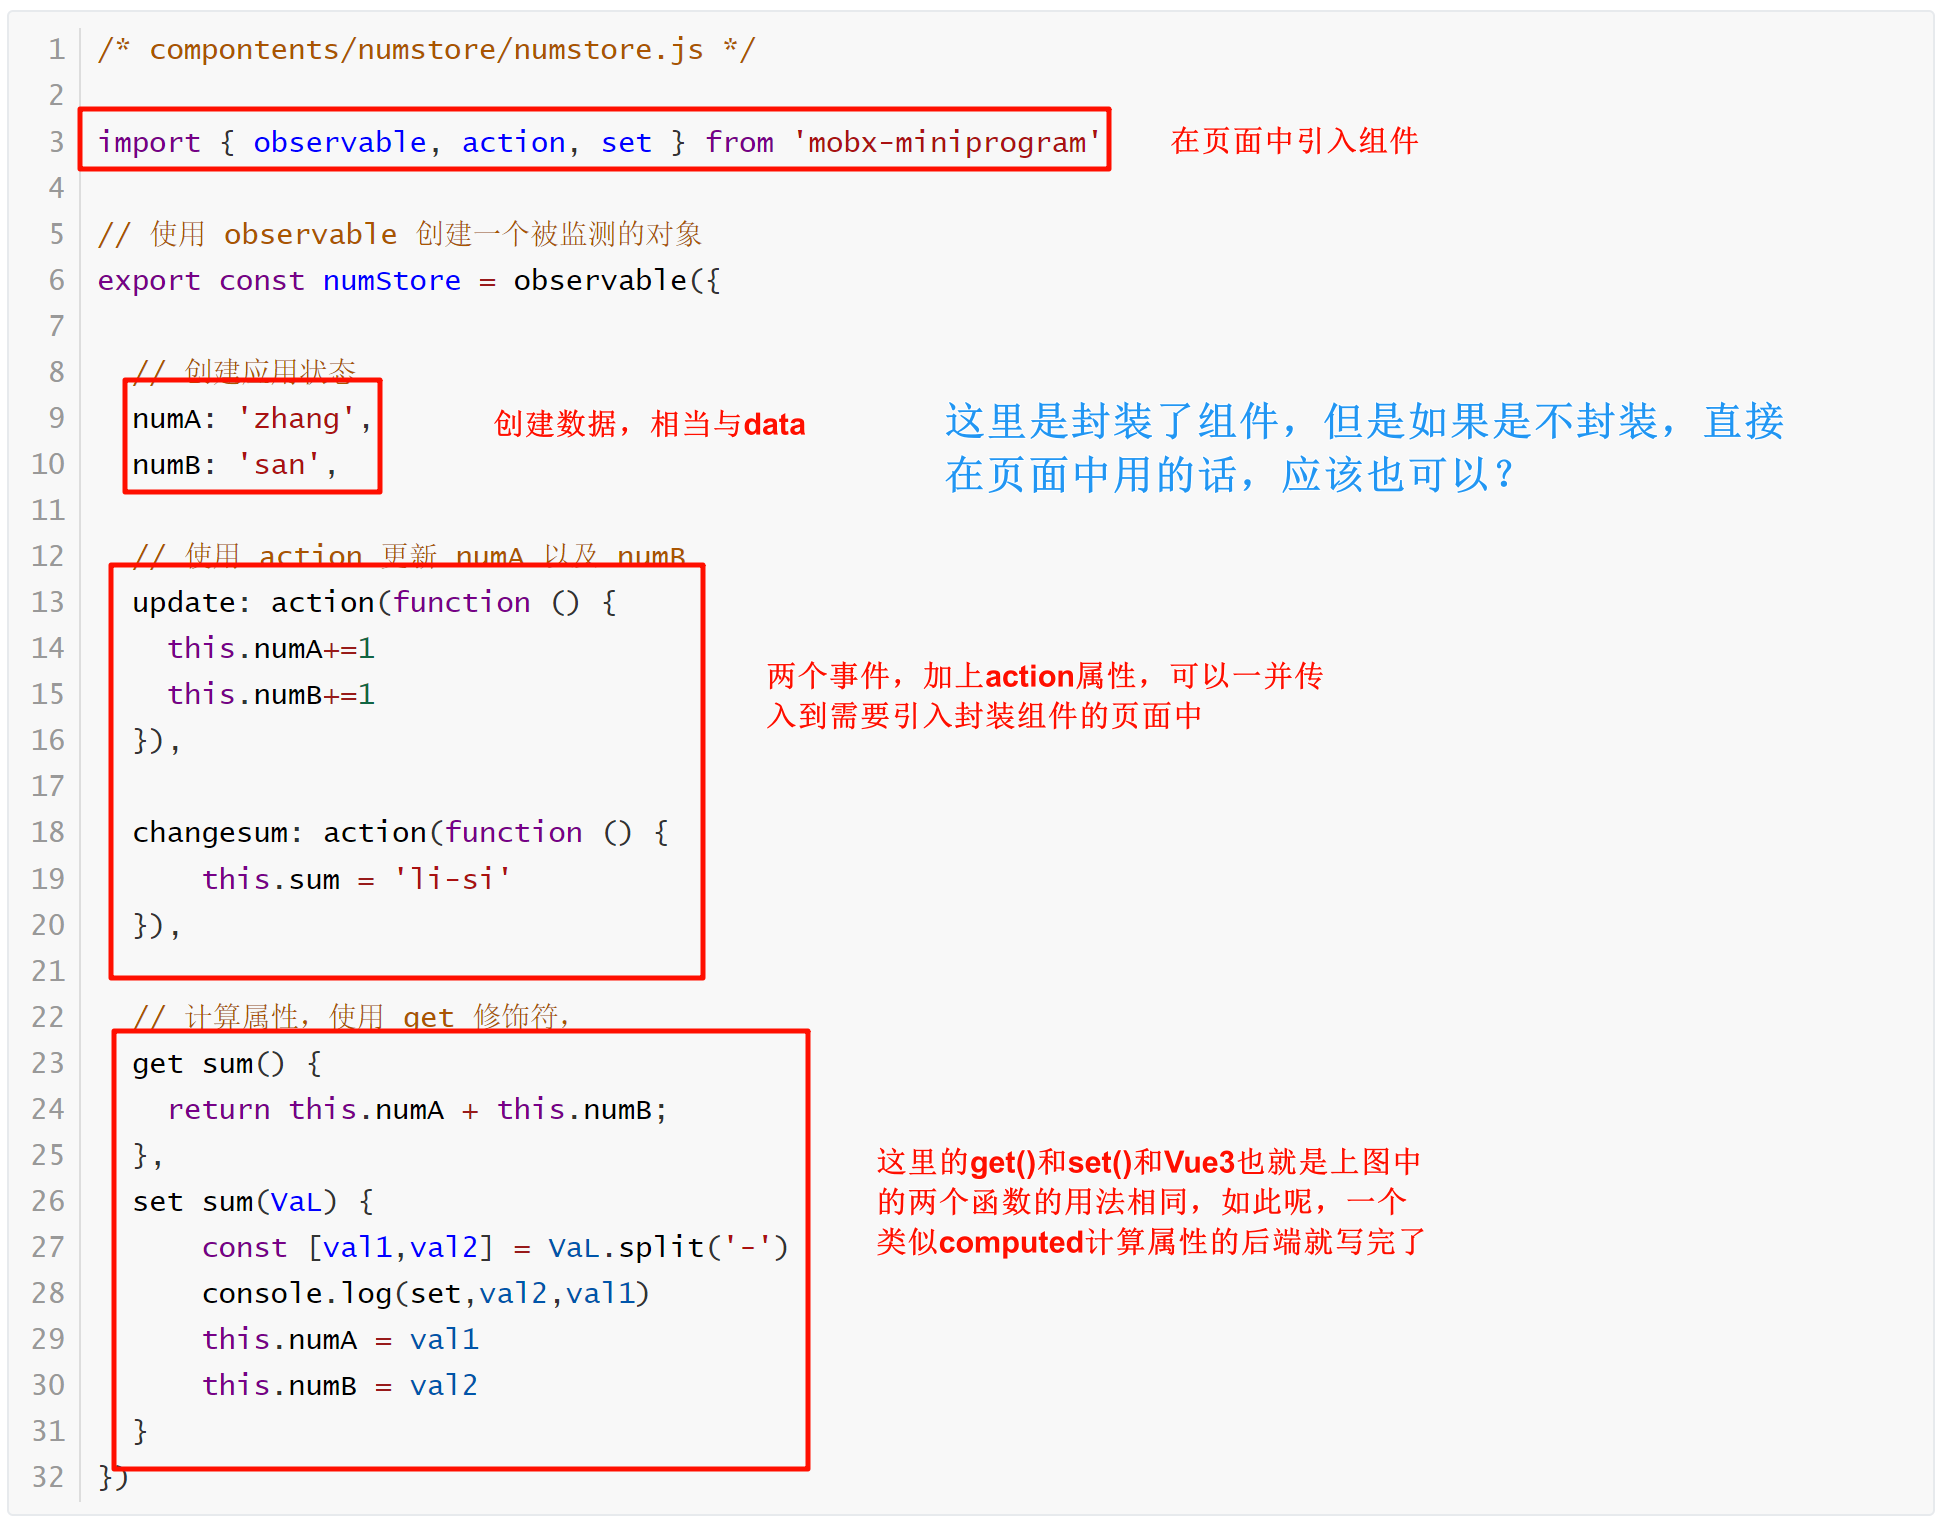 1 /* compontents/numstore/numstore.js */
2
3 import { observable, action, set } from 'mobx-miniprogram'
在页面中引入组件
4
5 // 使用 observable 创建一个被监测的对象
6 export const numStore = observable({
7
8 // 创建应用状态
9 numA: 'zhang',
10 numB: 'san',
创建数据，相当与data
这里是封装了组件，但是如果是不封装，直接
在页面中用的话，应该也可以？
11
12 // 使用 action 更新 numA 以及 numB
13 update: action(function () {
14 this.numA+=1
15 this.numB+=1
16 }),
两个事件，加上action属性，可以一并传
入到需要引入封装组件的页面中
17
18 changesum: action(function () {
19 this.sum = 'li-si'
20 }),
21
22 // 计算属性，使用 get 修饰符，
23 get sum() {
24 return this.numA + this.numB;
25 },
26 set sum(VaL) {
27 const [val1,val2] = VaL.split('-')
28 console.log(set,val2,val1)
29 this.numA = val1
30 this.numB = val2
31 }
32 })
这里的get()和set()和Vue3也就是上图中
的两个函数的用法相同，如此呢，一个
类似computed计算属性的后端就写完了